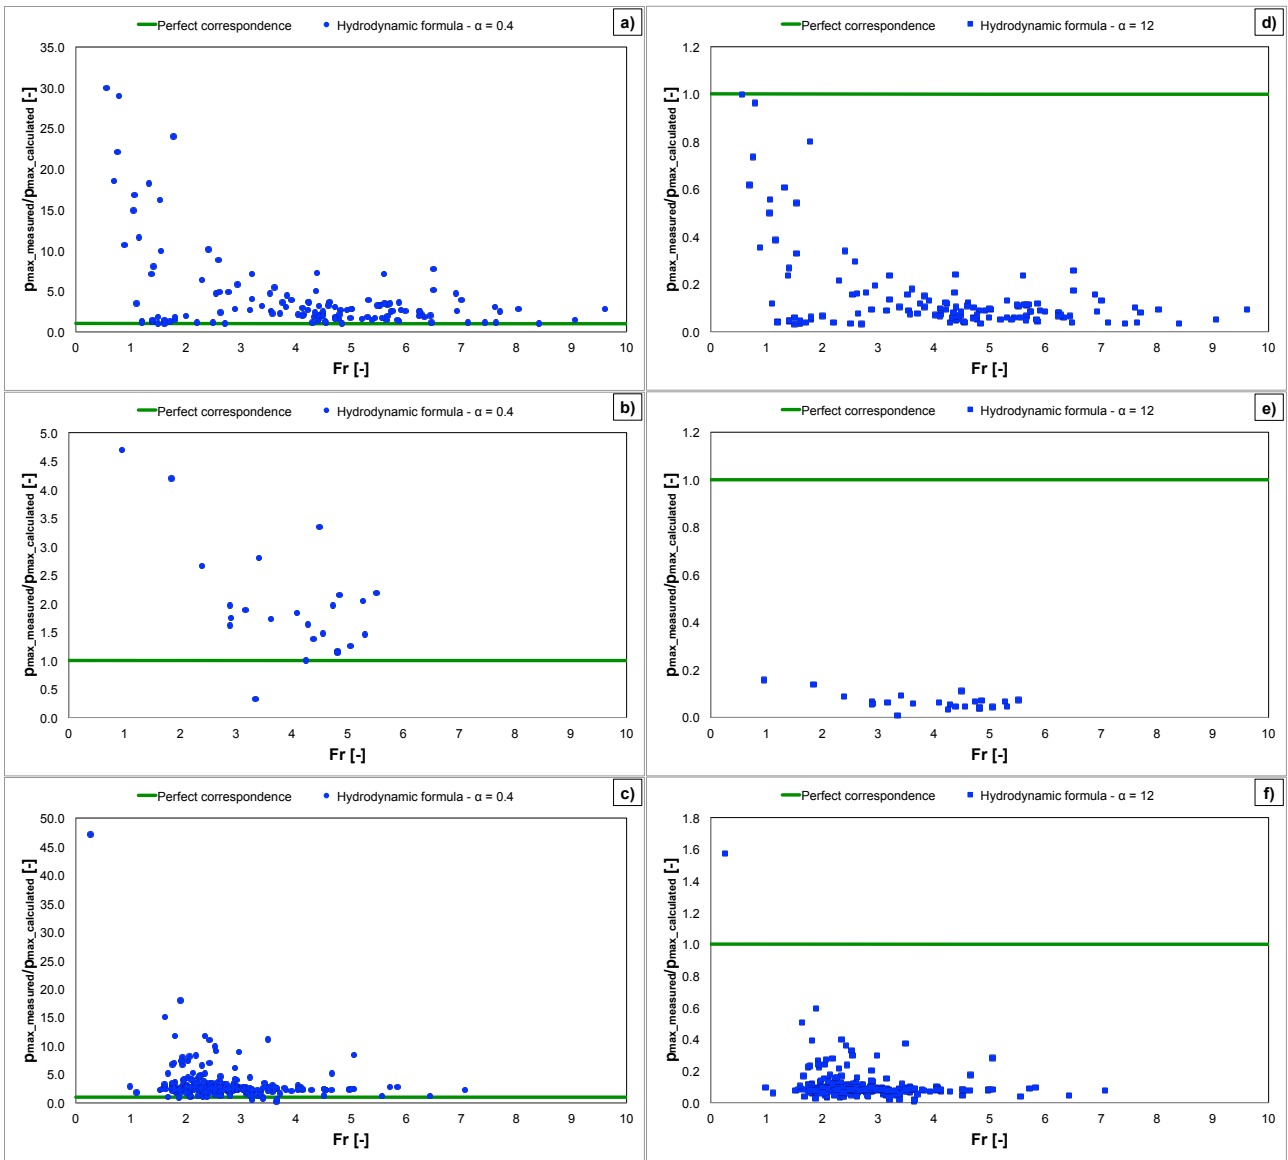 Perfect correspondence Hydrodynamic formula - α = 0.4 a)
pmax_measured/pmax_calculated [-]
35.0
30.0
25.0
20.0
15.0
10.0
5.0
0.0
0 1 2 3 4 5 6 7 8 9 10
Fr [-]
Perfect correspondence Hydrodynamic formula - α = 12 d)
pmax_measured/pmax_calculated [-]
1.2
1.0
0.8
0.6
0.4
0.2
0.0
0 1 2 3 4 5 6 7 8 9 10
Fr [-]
Perfect correspondence Hydrodynamic formula - α = 0.4 b)
pmax_measured/pmax_calculated [-]
5.0
4.5
4.0
3.5
3.0
2.5
2.0
1.5
1.0
0.5
0.0
0 1 2 3 4 5 6 7 8 9 10
Fr [-]
Perfect correspondence Hydrodynamic formula - α = 12 e)
pmax_measured/pmax_calculated [-]
1.2
1.0
0.8
0.6
0.4
0.2
0.0
0 1 2 3 4 5 6 7 8 9 10
Fr [-]
Perfect correspondence Hydrodynamic formula - α = 0.4 c)
pmax_measured/pmax_calculated [-]
50.0
45.0
40.0
35.0
30.0
25.0
20.0
15.0
10.0
5.0
0.0
0 1 2 3 4 5 6 7 8 9 10
Fr [-]
Perfect correspondence Hydrodynamic formula - α = 12 f)
pmax_measured/pmax_calculated [-]
1.8
1.6
1.4
1.2
1.0
0.8
0.6
0.4
0.2
0.0
0 1 2 3 4 5 6 7 8 9 10
Fr [-]